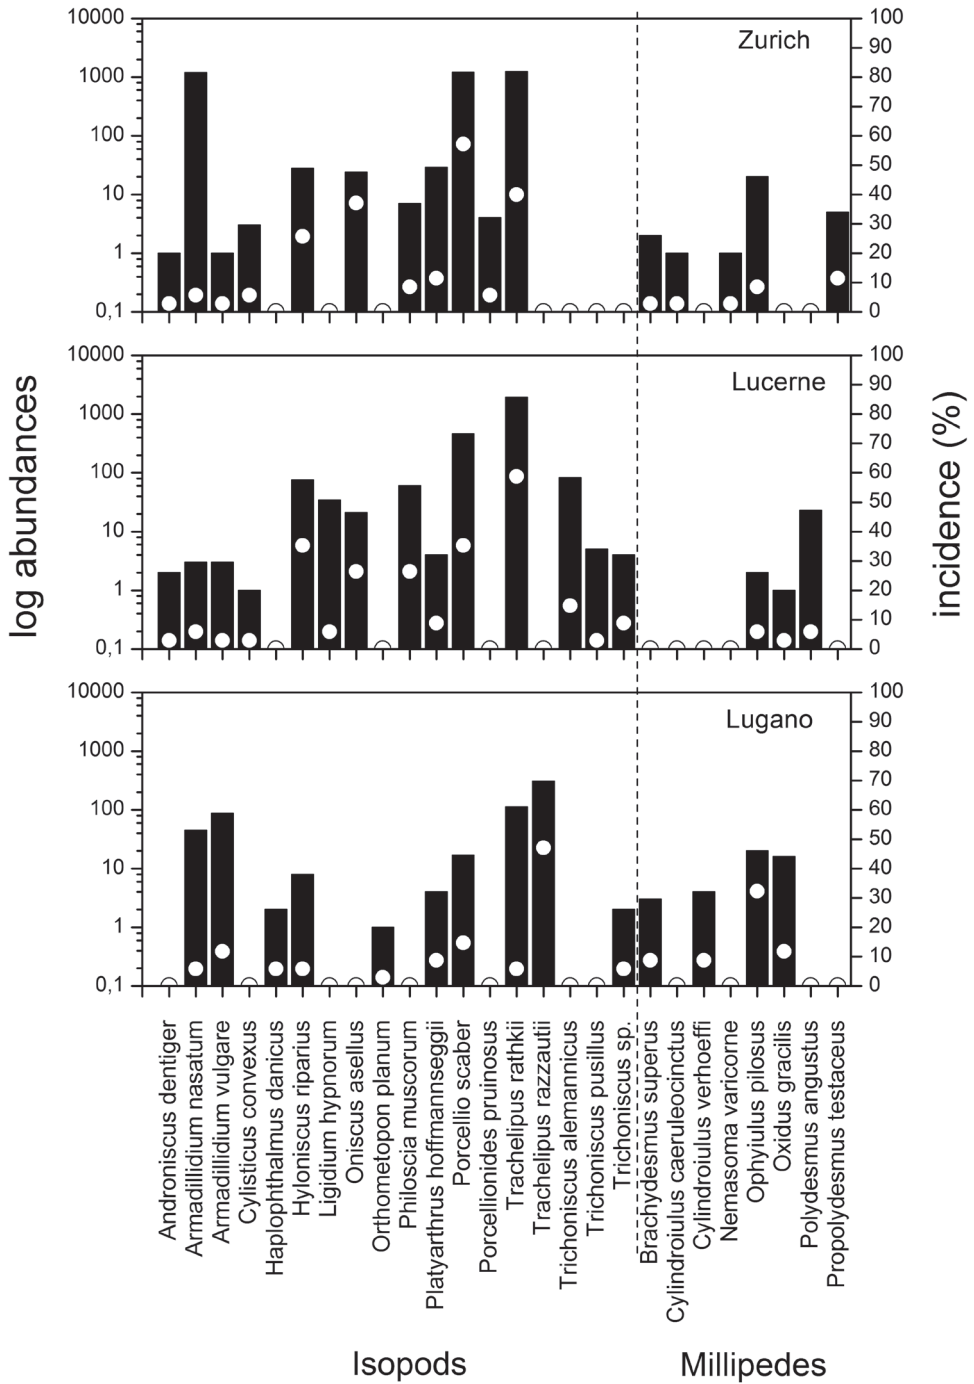 log abundances
incidence (%)
Zurich
10000
1000
100
10
1
0,1
100
90
80
70
60
50
40
30
20
10
0
Lucerne
10000
1000
100
10
1
0,1
100
90
80
70
60
50
40
30
20
10
0
Lugano
10000
1000
100
10
1
0,1
100
90
80
70
60
50
40
30
20
10
0
Androniscus dentiger
Armadillidium nasatum
Armadillidium vulgare
Cylisticus convexus
Haplophthalmus danicus
Hyloniscus riparius
Ligidium hypnorum
Oniscus asellus
Orthometopon planum
Philoscia muscorum
Platyarthrus hoffmannseggii
Porcellio scaber
Porcellionides pruinosus
Trachelipus rathkii
Trachelipus razzautii
Trichoniscus alemannicus
Trichoniscus pusillus
Trichoniscus sp.
Brachydesmus superus
Cylindroiulus caeruleocinctus
Cylindroiulus verhoeffi
Nemasoma varicorne
Ophyiulus pilosus
Oxidus gracilis
Polydesmus angustus
Propolydesmus testaceus
Isopods
Millipedes